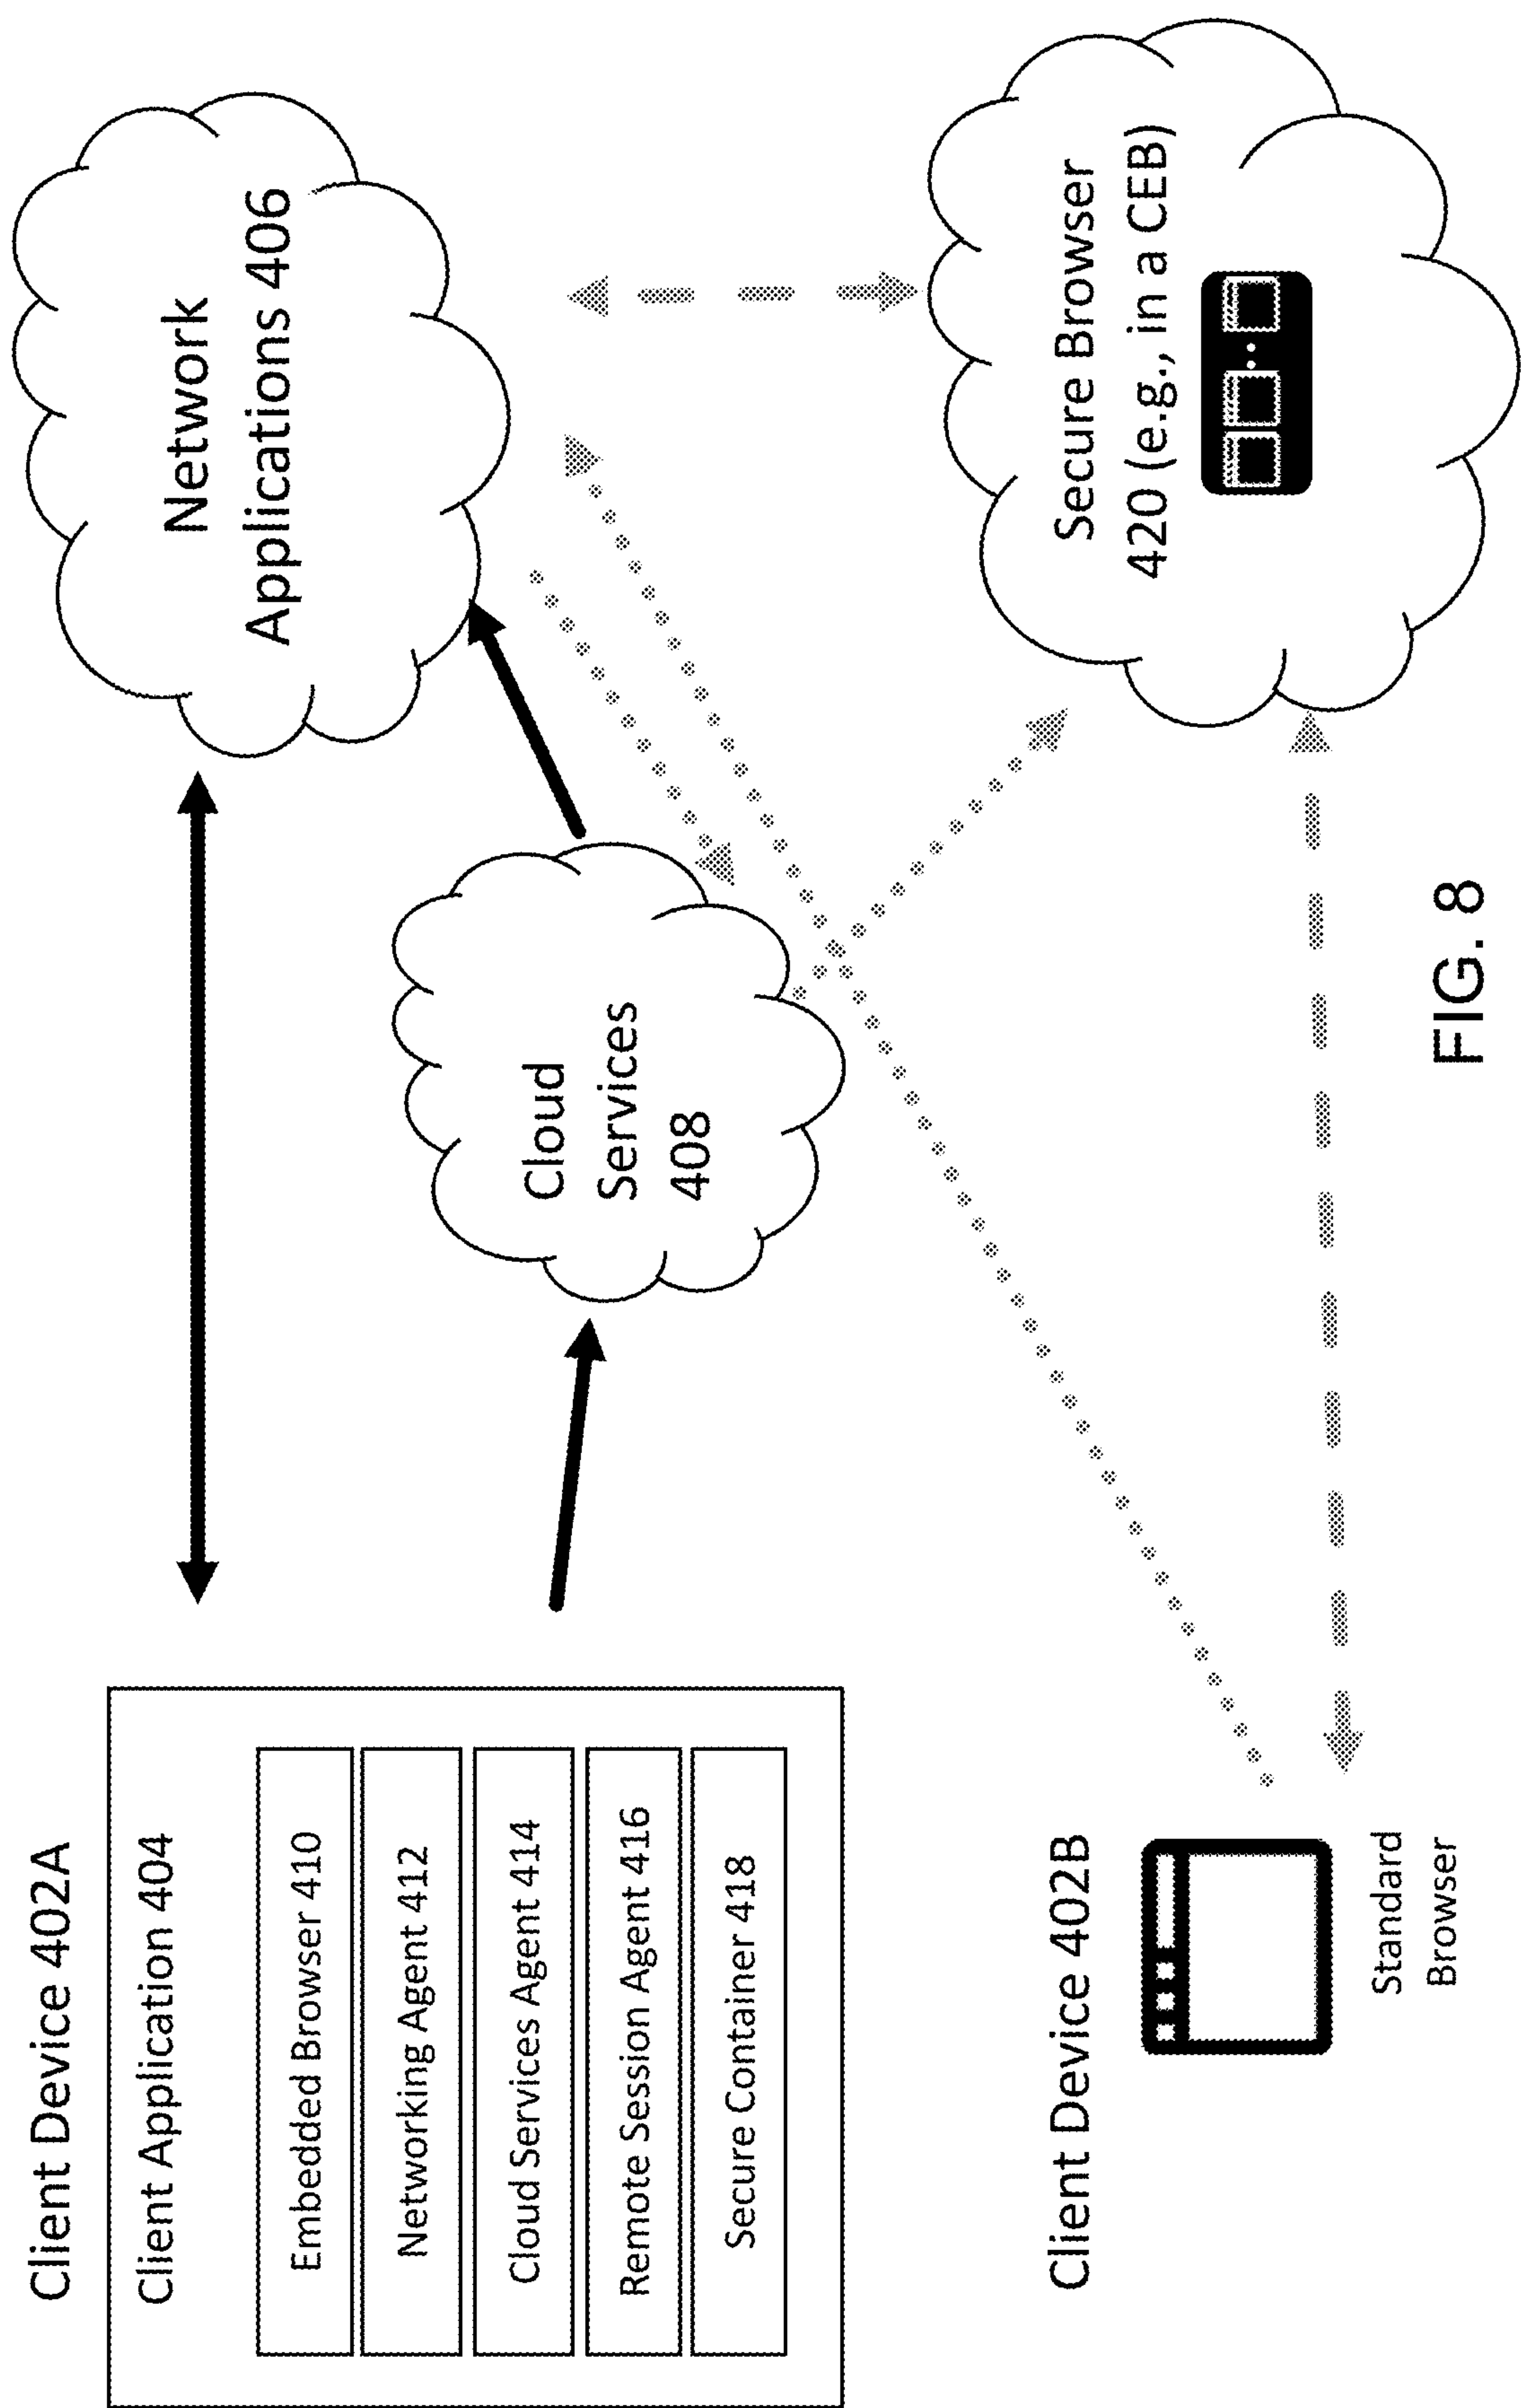 Client Device 402A
Client Application 404
Embedded Browser 410
Networking Agent 412
Cloud Services Agent 414
Remote Session Agent 416
Secure Container 418
Network
Applications 406
Cloud
Services
408
Client Device 402B
Standard
Browser
Secure Browser
420 (e.g., in a CEB)
FIG. 8